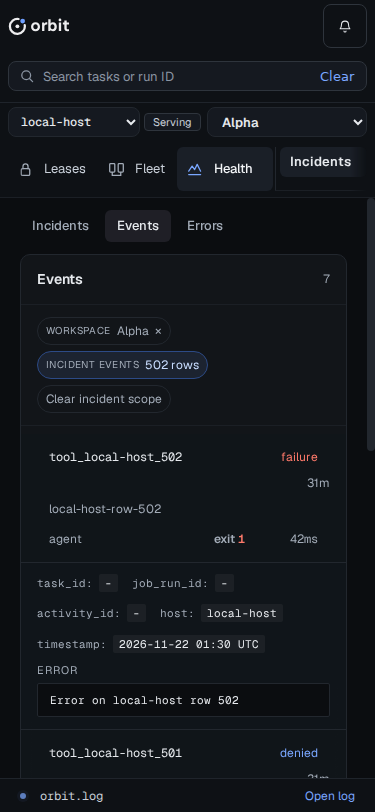 orbit
Search tasks or run ID Clear
local-host Serving Alpha
Leases Fleet Health Incidents
Incidents Events Errors
Events 7
WORKSPACE Alpha ×
INCIDENT EVENTS 502 rows
Clear incident scope
tool_local-host_502 failure
31m
local-host-row-502
agent exit 1 42ms
task_id: - job_run_id: -
activity_id: - host: local-host
timestamp: 2026-11-22 01:30 UTC
ERROR
Error on local-host row 502
tool_local-host_501 denied
orbit.log Open log